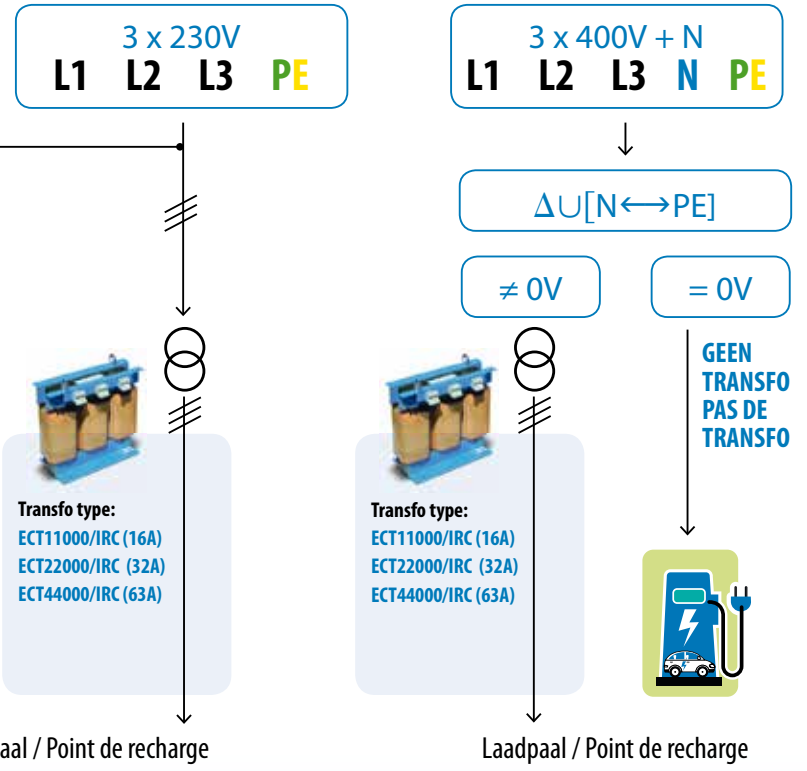 3 x 230V
L1 L2 L3 PE
Transfo type:
ECT11000/IRC (16A)
ECT22000/IRC (32A)
ECT44000/IRC (63A)
aal / Point de recharge
3 x 400V + N
L1 L2 L3 N PE
Δ∪[N⟷PE]
≠ 0V
= 0V
GEEN
TRANSFO
PAS DE
TRANSFO
Transfo type:
ECT11000/IRC (16A)
ECT22000/IRC (32A)
ECT44000/IRC (63A)
Laadpaal / Point de recharge